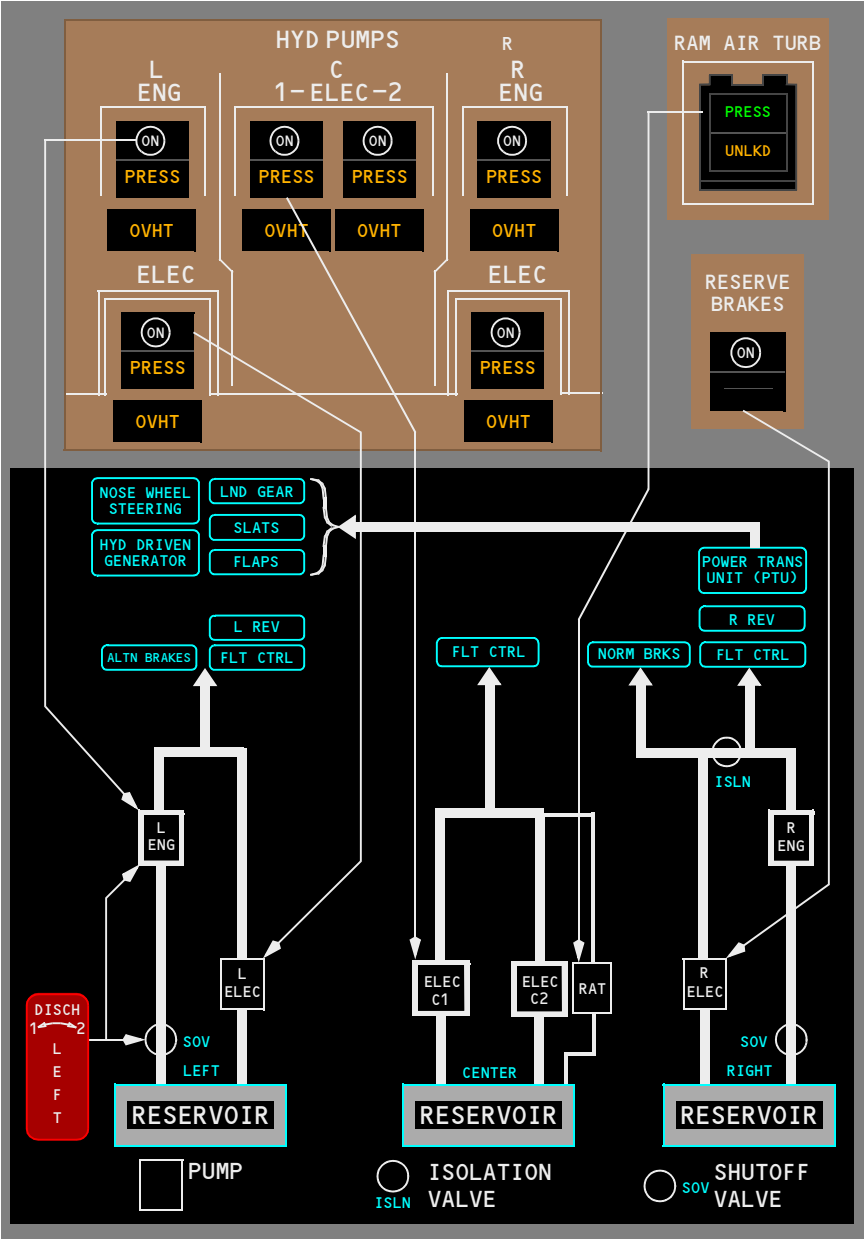 HYD PUMPS
R
L
ENG
C
1-ELEC-2
R
ENG
ON
PRESS
OVHT
ON
PRESS
OVHT
ON
PRESS
OVHT
ON
PRESS
OVHT
ELEC
ON
PRESS
OVHT
ELEC
ON
PRESS
OVHT
RAM AIR TURB
PRESS
UNLKD
RESERVE
BRAKES
ON
NOSE WHEEL
STEERING
LND GEAR
SLATS
HYD DRIVEN
GENERATOR
FLAPS
POWER TRANS
UNIT (PTU)
L REV
ALTN BRAKES
FLT CTRL
FLT CTRL
R REV
NORM BRKS
FLT CTRL
ISLN
L
ENG
R
ENG
L
ELEC
ELEC
C1
ELEC
C2
RAT
R
ELEC
DISCH
1 2
L
E
F
T
SOV
LEFT
CENTER
SOV
RIGHT
RESERVOIR
RESERVOIR
RESERVOIR
PUMP
ISLN
ISOLATION
VALVE
SOV
SHUTOFF
VALVE